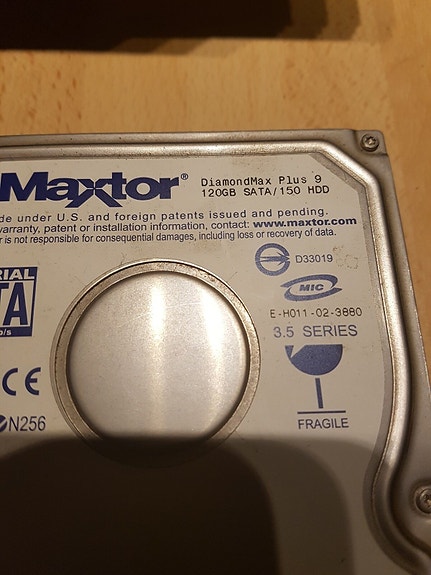 Maxtor®
DiamondMax Plus 9
120GB SATA/150 HDD
de under U.S. and foreign patents issued and pending.
warranty, patent or installation information, contact: www.maxtor.com
r is not responsible for consequential damages, including loss or recovery of data.
D33019
MIC
E-H011-02-3880
3.5 SERIES
RIAL
TA
b/s
CE
N256
FRAGILE